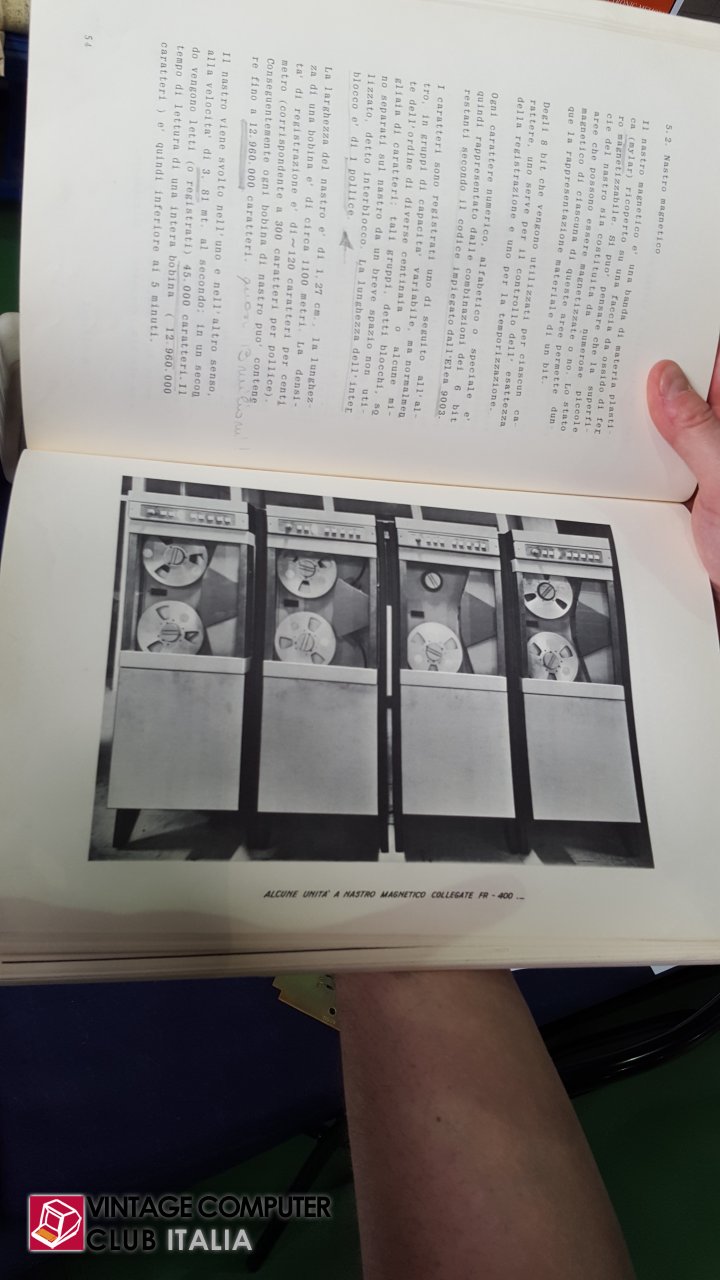 5.2. Nastro magnetico
Il nastro magnetico e' una banda di materia plasti-
ca (mylar) ricoperto su una faccia da ossido di fer
ro magnetizzabile. Si puo' pensare che la superfi-
cie del nastro sia costituita da numerose piccole
aree che possono essere magnetizzate o no. Lo stato
magnetico di ciascuna di queste aree permette dun-
que la rappresentazione materiale di un bit.
Degli 8 bit che vengono utilizzati per ciascun ca-
rattere, uno serve per il controllo dell' esattezza
della registrazione e uno per la temporizzazione.
Ogni carattere numerico, alfabetico o speciale e'
quindi rappresentato dalle combinazioni dei 6 bit
restanti secondo il codice impiegato dall'Elea 9003.
I caratteri sono registrati uno di seguito all'al-
tro, in gruppi di capacita' variabile, ma normalmen
te dell'ordine di diverse centinaia o alcune mi-
gliaia di caratteri; tali gruppi, detti blocchi, so
no separati sul nastro da un breve spazio non uti-
lizzato, detto interblocco. La lunghezza dell'inter
blocco e' di 1 pollice.
La larghezza del nastro e' di 1.27 cm., la lunghez-
za di una bobina e' di circa 1100 metri. La densi-
ta' di registrazione e' di ~ 120 caratteri per centi
metro (corrispondente a 300 caratteri per pollice).
Conseguentemente ogni bobina di nastro puo' contene
re fino a 12.960.000 caratteri.
Il nastro viene svolto nell'uno e nell'altro senso,
alla velocita' di 3.81 mt. al secondo; in un secon
do vengono letti (o registrati) 45.000 caratteri. Il
tempo di lettura di una intera bobina (12.960.000
caratteri) e' quindi inferiore ai 5 minuti.
54
ALCUNE UNITA' A NASTRO MAGNETICO COLLEGATE FR - 400 ...
VINTAGE COMPUTER
CLUB ITALIA